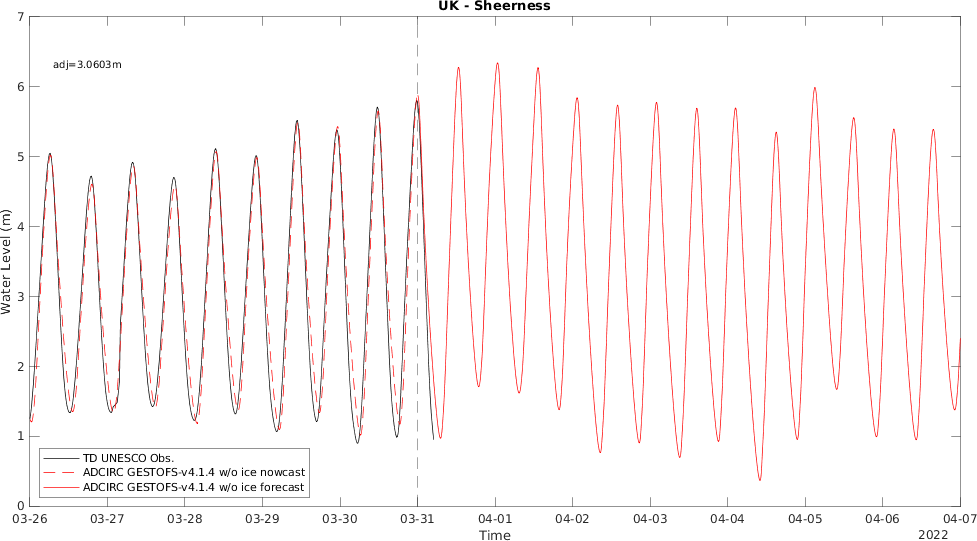 UK - Sheerness
adj=3.0603m
Water Level (m)
7
6
5
4
3
2
1
0
TD UNESCO Obs.
ADCIRC GESTOFS-v4.1.4 w/o ice nowcast
ADCIRC GESTOFS-v4.1.4 w/o ice forecast
03-26 03-27 03-28 03-29 03-30 03-31 04-01 04-02 04-03 04-04 04-05 04-06 04-07
Time
2022